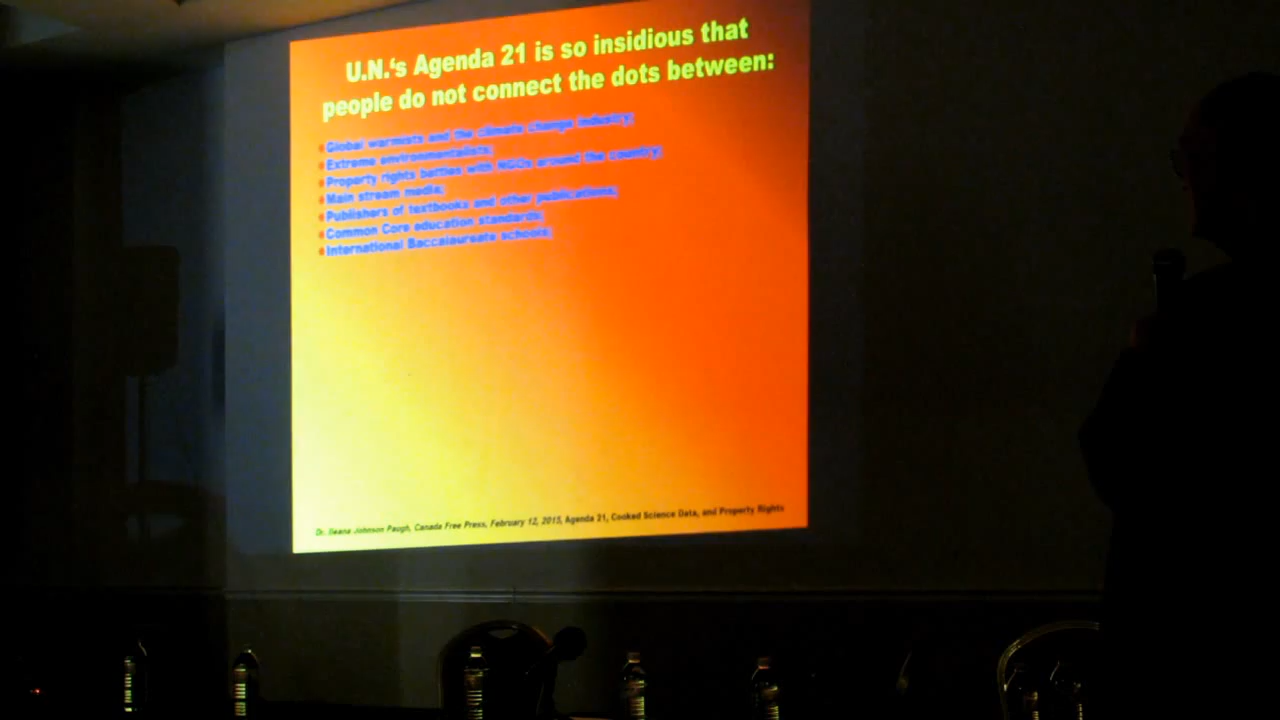 U.N.'s Agenda 21 is so insidious that
people do not connect the dots between:
Global warmists and the climate change industry;
Extreme environmentalists;
Property rights battles with NGOs around the country;
Main stream media;
Publishers of textbooks and other publications;
Common Core education standards;
International Baccalaureate schools;
Dr. Ileana Johnson Paugh, Canada Free Press, February 12, 2015, Agenda 21, Cooked Science Data, and Property Rights